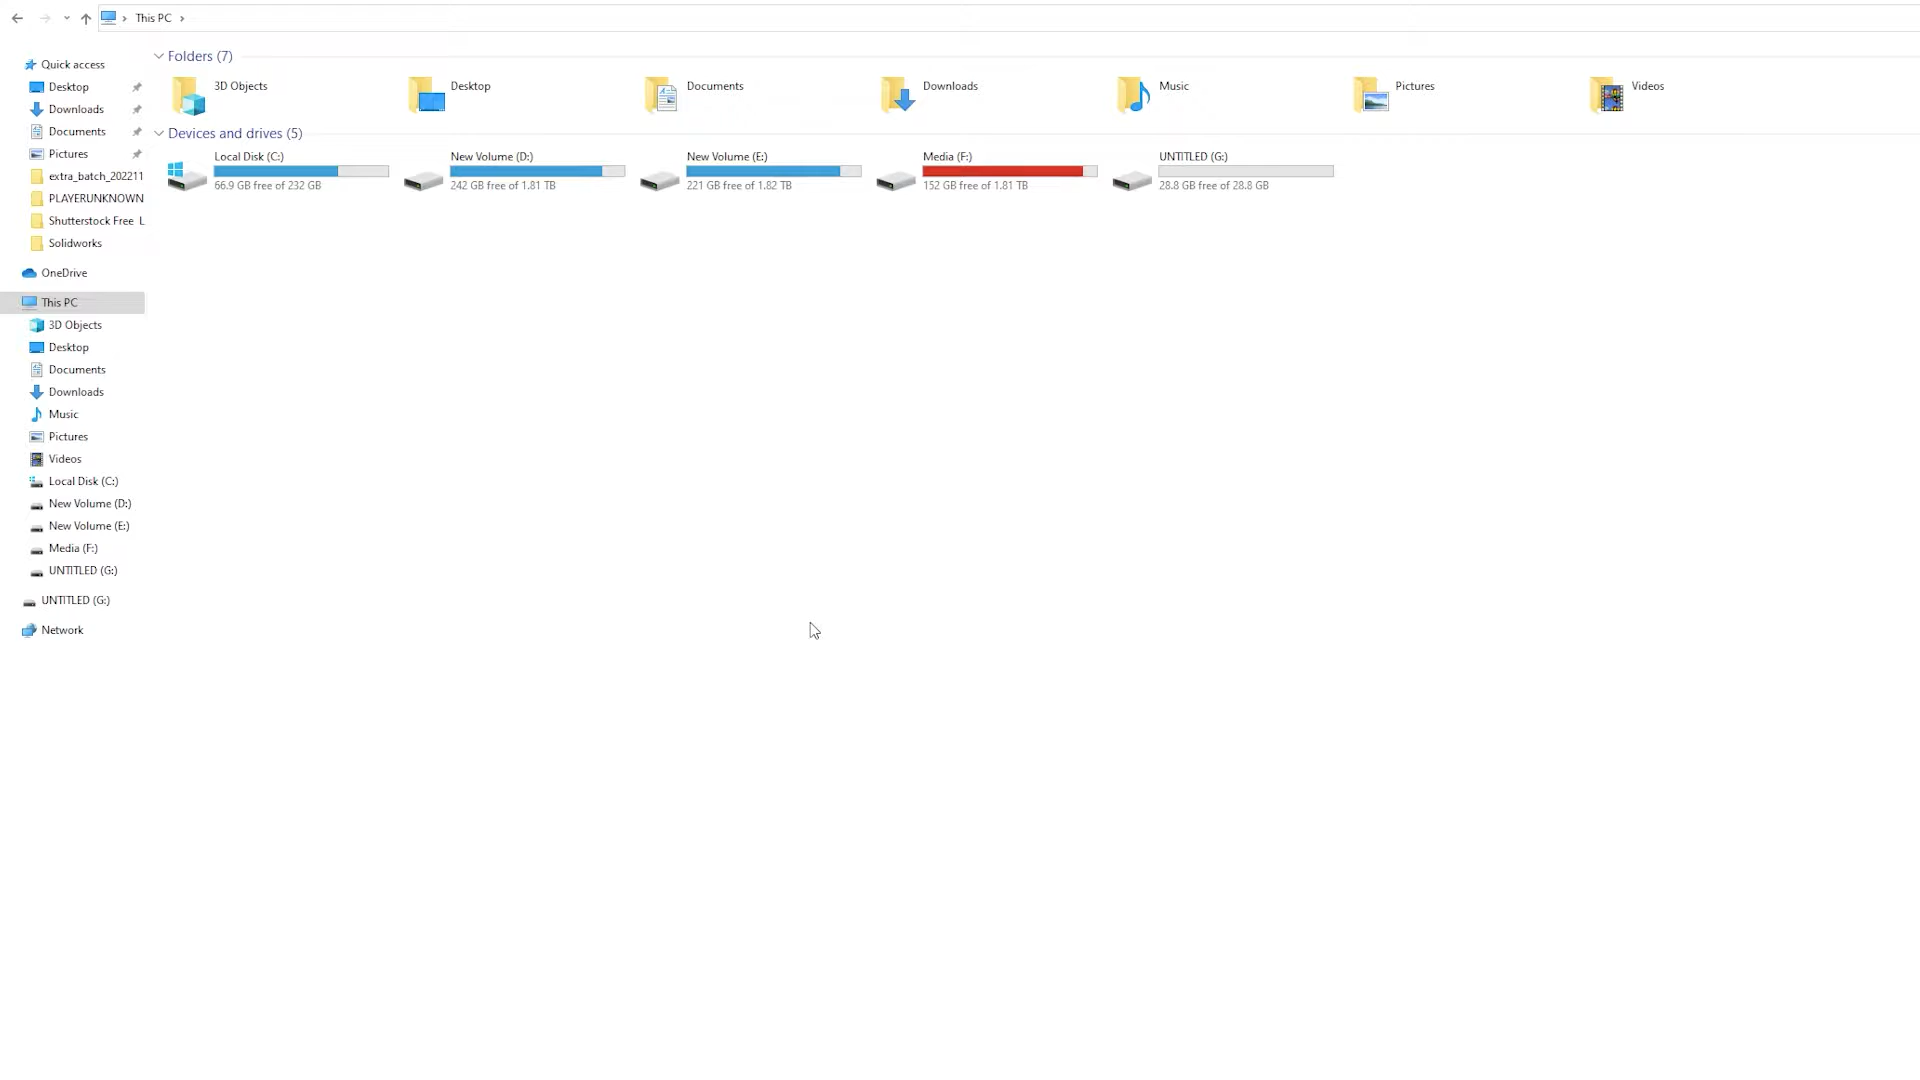 This PC
Quick access
Desktop
Downloads
Documents
Pictures
extra_batch_202211
PLAYERUNKNOWN
Shutterstock Free L
Solidworks
OneDrive
This PC
3D Objects
Desktop
Documents
Downloads
Music
Pictures
Videos
Local Disk (C:)
New Volume (D:)
New Volume (E:)
Media (F:)
UNTITLED (G:)
UNTITLED (G:)
Network
Folders (7)
3D Objects
Desktop
Documents
Downloads
Music
Pictures
Videos
Devices and drives (5)
Local Disk (C:)
66.9 GB free of 232 GB
New Volume (D:)
242 GB free of 1.81 TB
New Volume (E:)
221 GB free of 1.82 TB
Media (F:)
152 GB free of 1.81 TB
UNTITLED (G:)
28.8 GB free of 28.8 GB